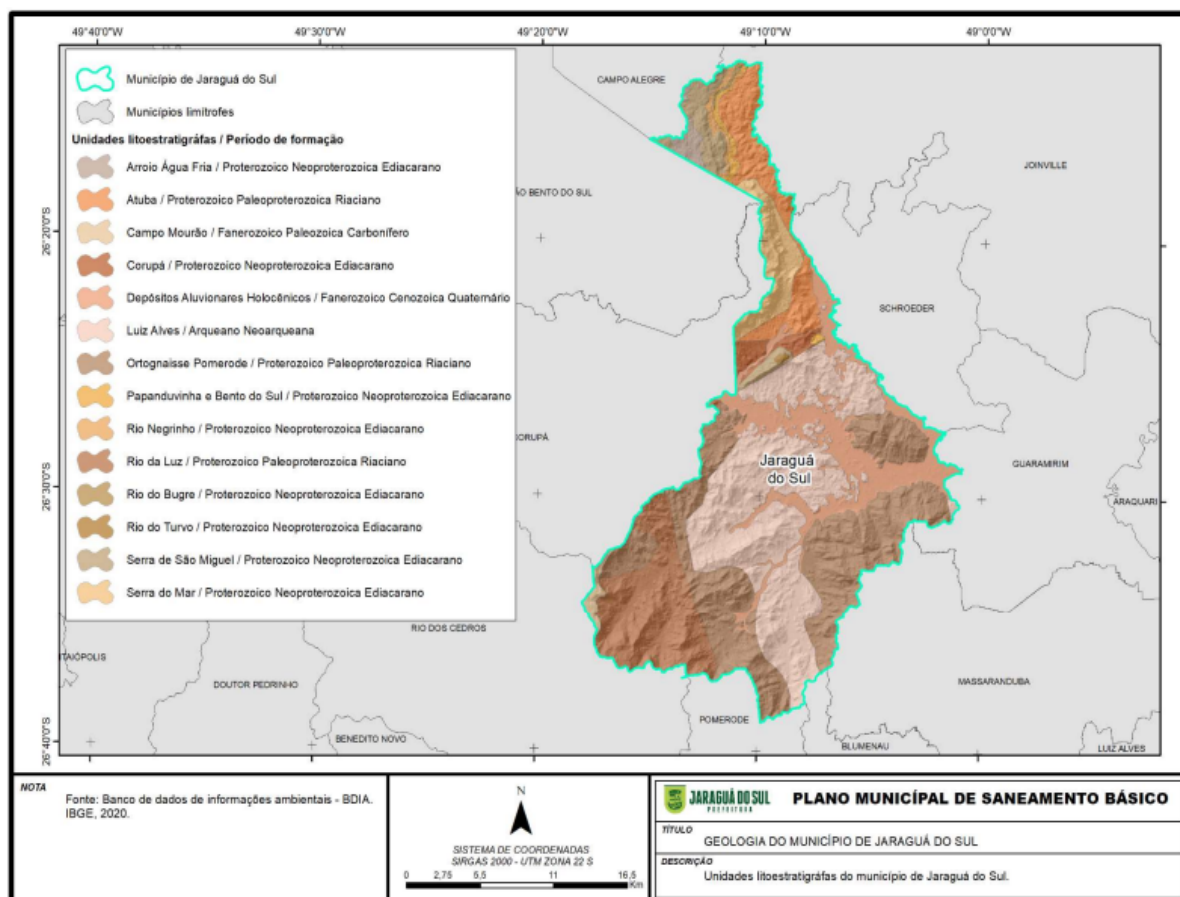 49°40'0"W
49°30'0"W
49°20'0"W
49°10'0"W
49°0'0"W
26°20'0"S
26°30'0"S
26°40'0"S
Município de Jaraguá do Sul
Municípios limítrofes
Unidades litoestratigráfas / Período de formação
Arroio Água Fria / Proterozoico Neoproterozoica Ediacarano
Atuba / Proterozoico Paleoproterozoica Riaciano
Campo Mourão / Fanerozoico Paleozoica Carbonífero
Corupá / Proterozoico Neoproterozoica Ediacarano
Depósitos Aluvionares Holocênicos / Fanerozoico Cenozoica Quaternário
Luiz Alves / Arqueano Neoarqueana
Ortognaisse Pomerode / Proterozoico Paleoproterozoica Riaciano
Papanduvinha e Bento do Sul / Proterozoico Neoproterozoica Ediacarano
Rio Negrinho / Proterozoico Neoproterozoica Ediacarano
Rio da Luz / Proterozoico Paleoproterozoica Riaciano
Rio do Bugre / Proterozoico Neoproterozoica Ediacarano
Rio do Turvo / Proterozoico Neoproterozoica Ediacarano
Serra de São Miguel / Proterozoico Neoproterozoica Ediacarano
Serra do Mar / Proterozoico Neoproterozoica Ediacarano
CAMPO ALEGRE
JOINVILLE
ÃO BENTO DO SUL
SCHROEDER
ORUPÁ
Jaraguá
do Sul
GUARAMIRIM
ARAQUARI
RIO DOS CEDROS
ITAIÓPOLIS
DOUTOR PEDRINHO
MASSARANDUBA
POMERODE
BENEDITO NOVO
BLUMENAU
LUIZ ALVES
NOTA
Fonte: Banco de dados de informações ambientais - BDIA.
IBGE, 2020.
N
SISTEMA DE COORDENADAS
SIRGAS 2000 - UTM ZONA 22 S
0 2,75 5,5 11 16,5
Km
JARAGUÁ DO SUL
PREFEITURA
PLANO MUNICÍPAL DE SANEAMENTO BÁSICO
TÍTULO
GEOLOGIA DO MUNICÍPIO DE JARAGUÁ DO SUL
DESCRIÇÃO
Unidades litoestratigráfas do município de Jaraguá do Sul.